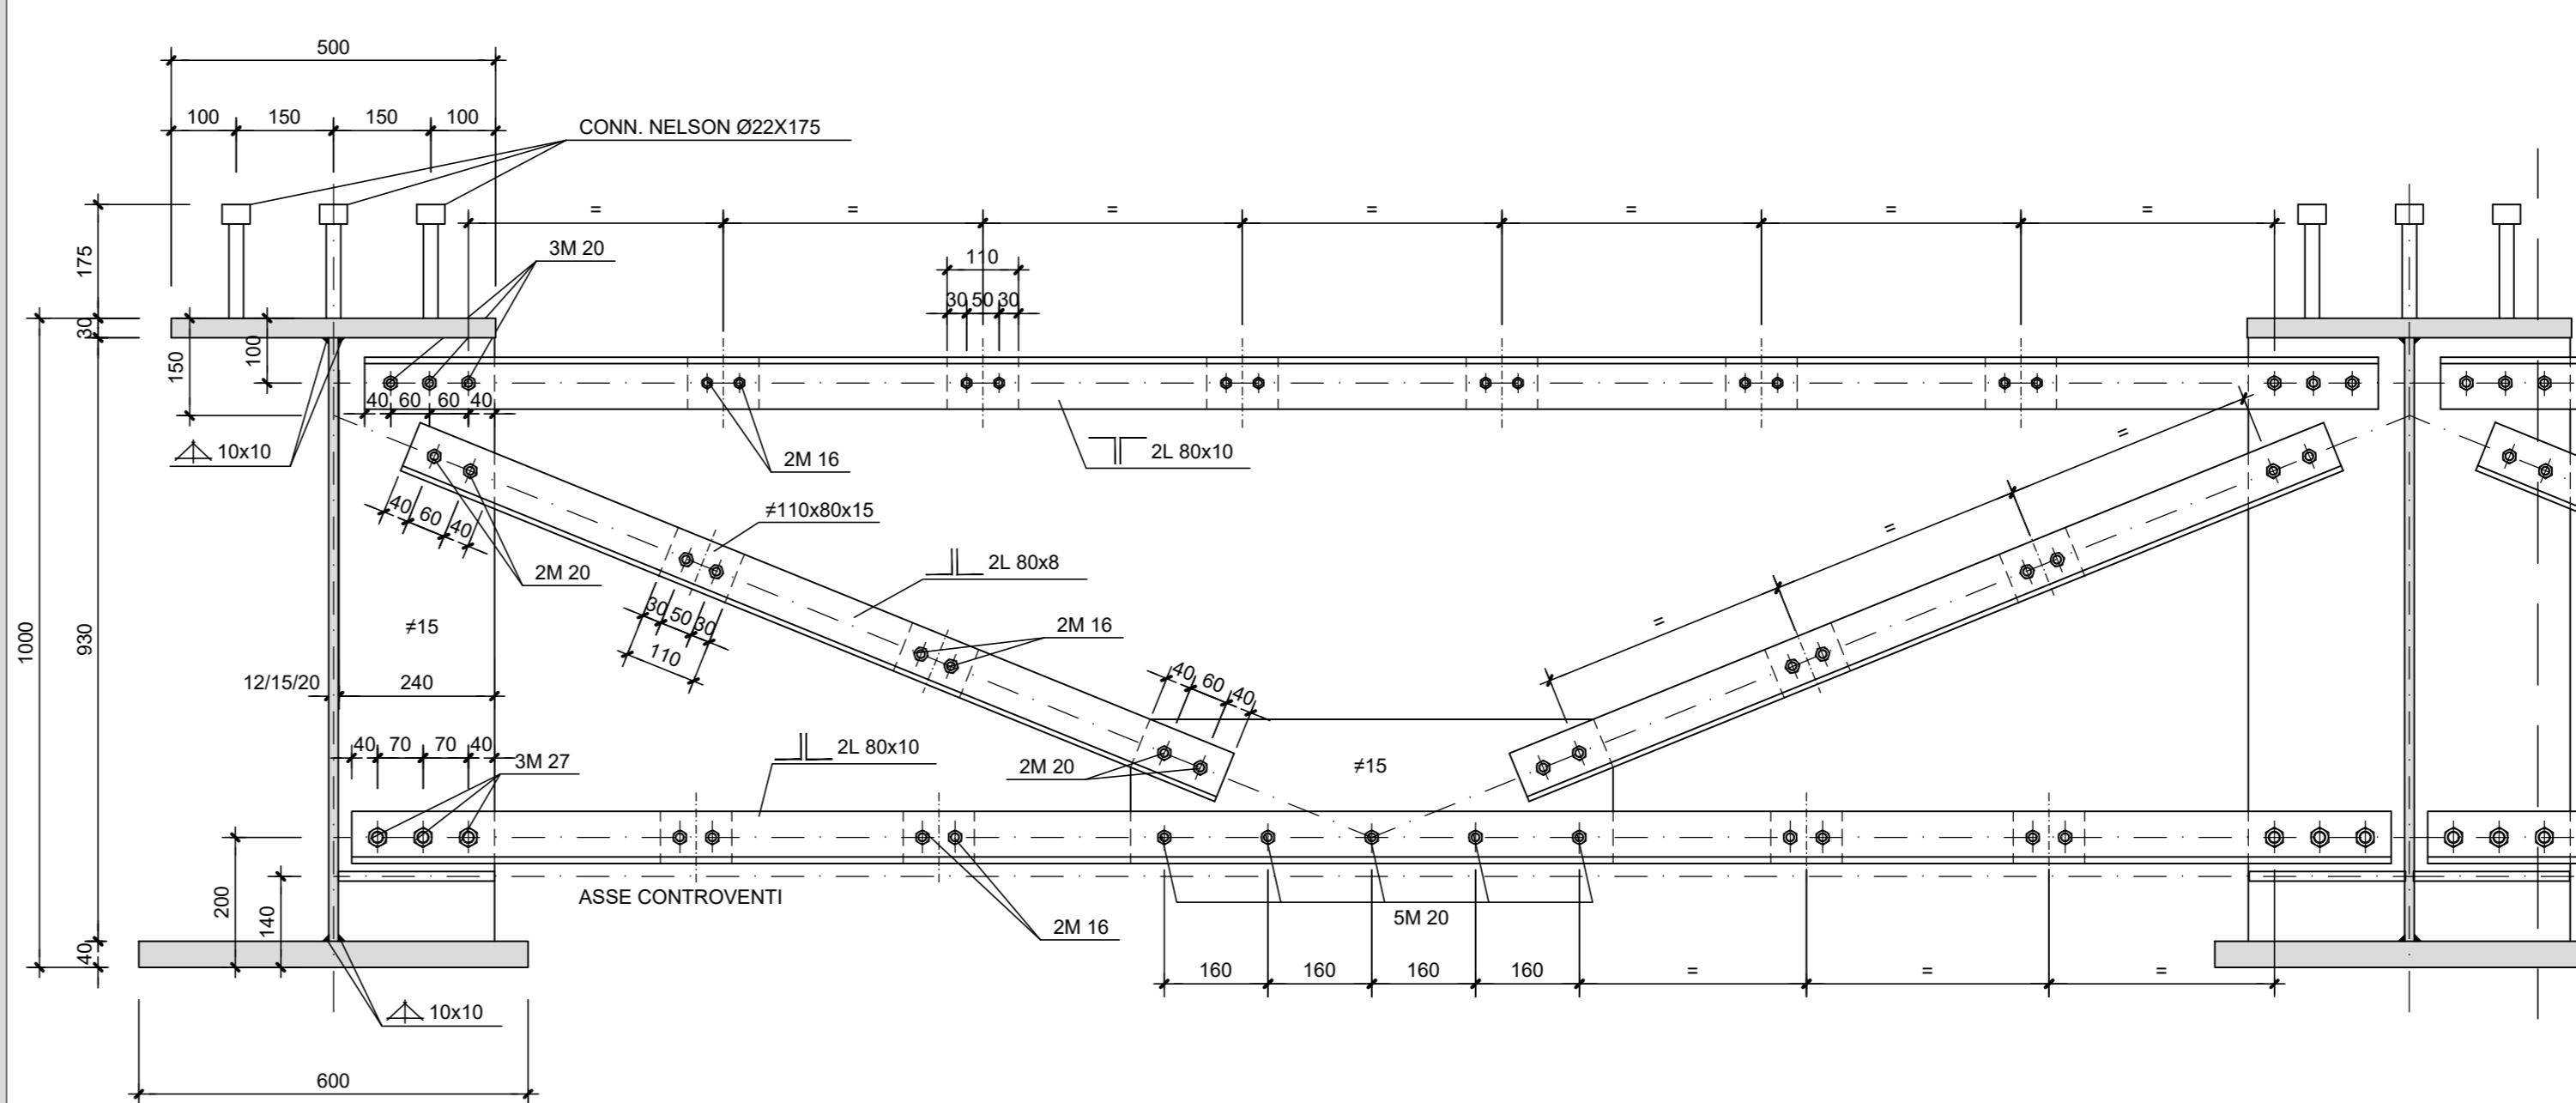 500
100 150 150 100
CONN. NELSON Ø22X175
= = = = = = =
3M 20
175
110
30 50 30
30
150
100
40 60 60 40
10x10
2M 16
2L 80x10
=
=
=
=
40 60 40
≠110x80x15
2M 20
2L 80x8
30 50 30
110
2M 16
≠15
1000
930
12/15/20
240
40 60 40
40 70 70 40
3M 27
2L 80x10
2M 20
≠15
200
140
ASSE CONTROVENTI
2M 16
5M 20
40
160 160 160 160 = = =
10x10
600